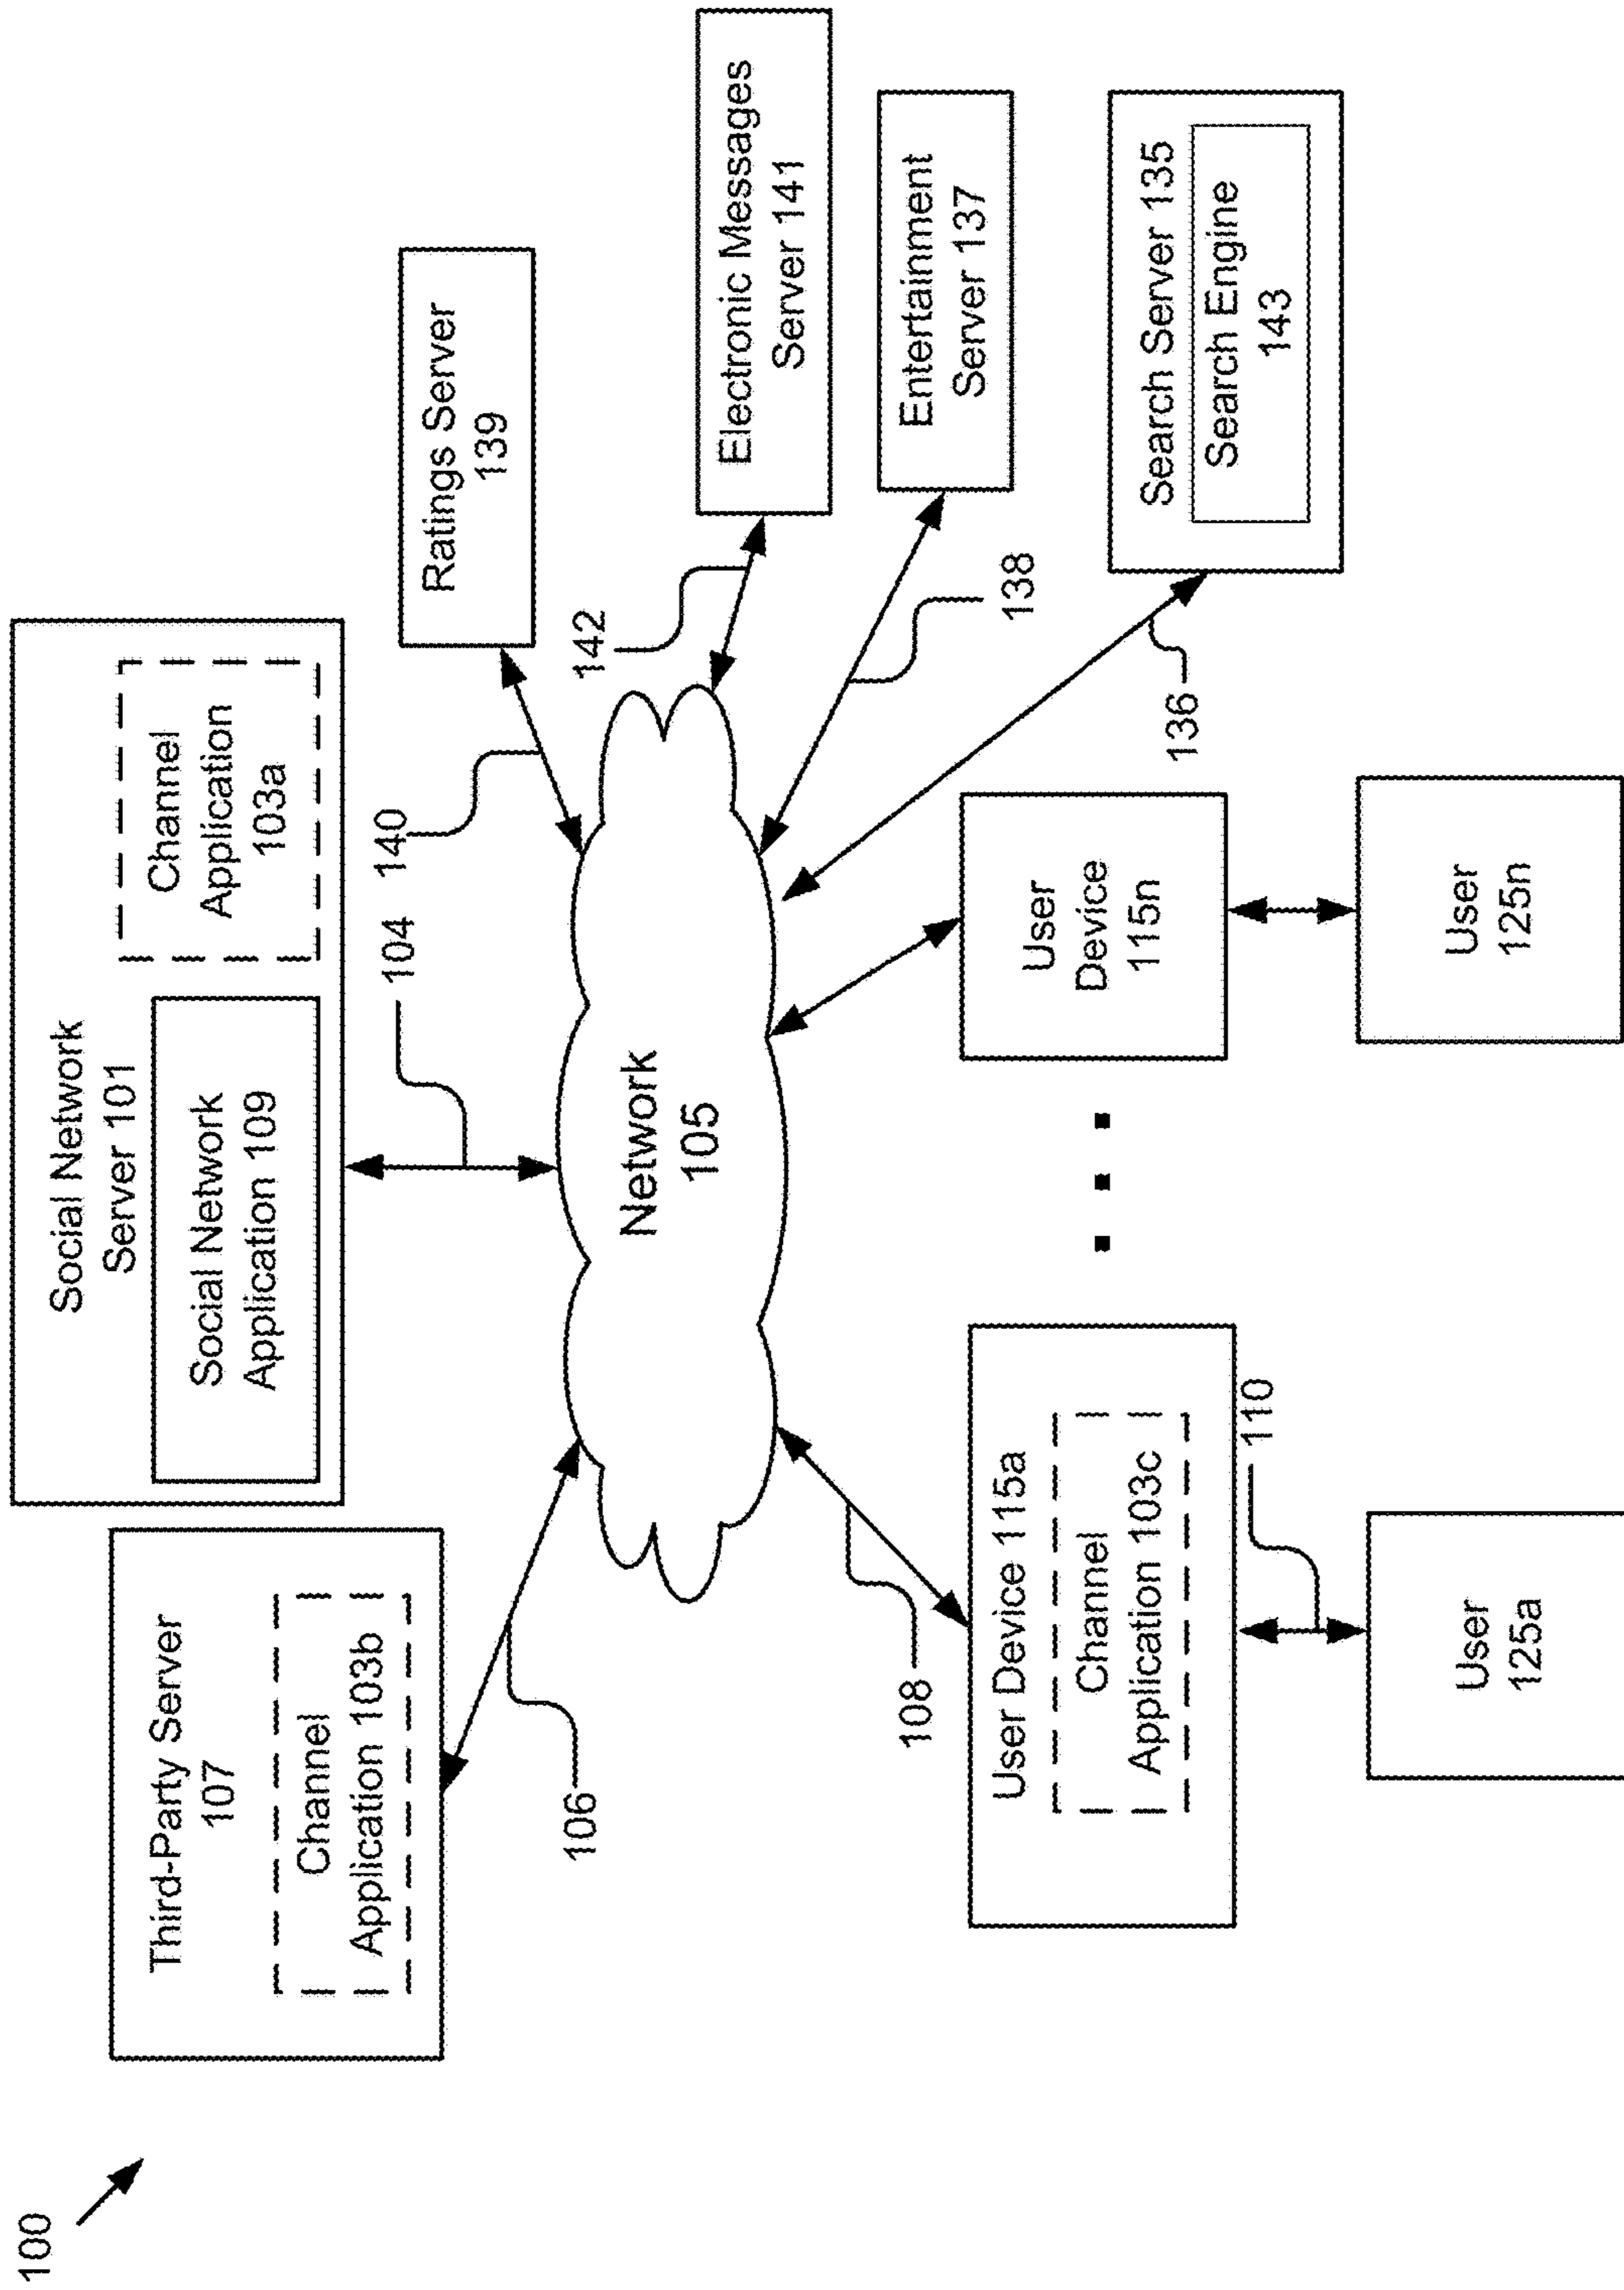 100
Third-Party Server
107
Channel
Application 103b
Social Network
Server 101
Social Network
Application 109
Channel
Application
103a
106
104
140
Ratings Server
139
142
Electronic Messages
Server 141
Network
105
138
Entertainment
Server 137
136
Search Server 135
Search Engine
143
108
User Device 115a
Channel
Application 103c
110
User
125a
User
Device
115n
User
125n